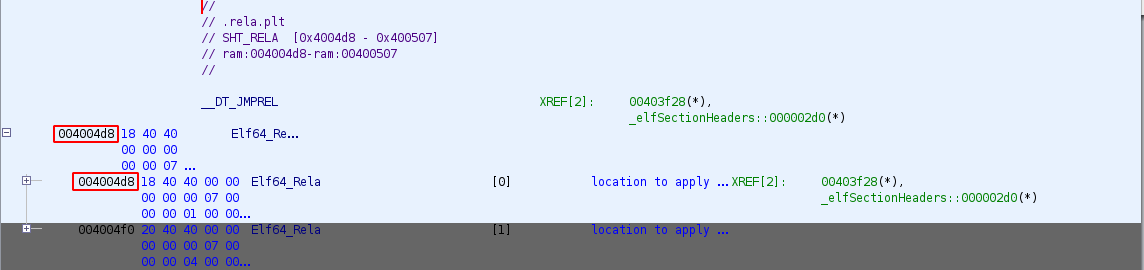 //
// .rela.plt
// SHT_RELA [0x4004d8 - 0x400507]
// ram:004004d8-ram:00400507
//
__DT_JMPREL XREF[2]: 00403f28(*),
_elfSectionHeaders::000002d0(*)
004004d8 18 40 40 Elf64_Re...
00 00 00
00 00 07 ...
004004d8 18 40 40 00 00 Elf64_Rela [0] location to apply ... XREF[2]: 00403f28(*),
00 00 00 07 00 _elfSectionHeaders::000002d0(*)
00 00 01 00 00...
004004f0 20 40 40 00 00 Elf64_Rela [1] location to apply ...
00 00 00 07 00
00 00 04 00 00...